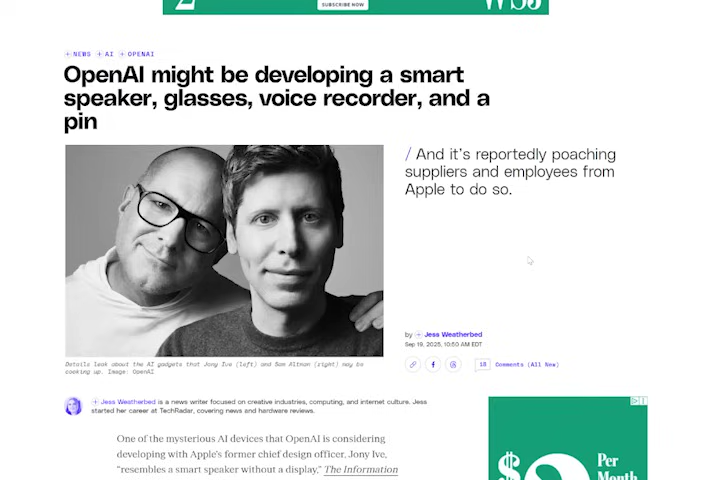 SUBSCRIBE NOW
WSJ
NEWS AI OPENAI
OpenAI might be developing a smart
speaker, glasses, voice recorder, and a
pin
/ And it's reportedly poaching
suppliers and employees from
Apple to do so.
by Jess Weatherbed
Sep 19, 2025, 10:50 AM EDT
18 Comments (All New)
Details leak about the AI gadgets that Jony Ive (left) and Sam Altman (right) may be
cooking up. Image: OpenAI
Jess Weatherbed is a news writer focused on creative industries, computing, and internet culture. Jess
started her career at TechRadar, covering news and hardware reviews.
One of the mysterious AI devices that OpenAI is considering
developing with Apple's former chief design officer, Jony Ive,
"resembles a smart speaker without a display," The Information
$
Per
Month